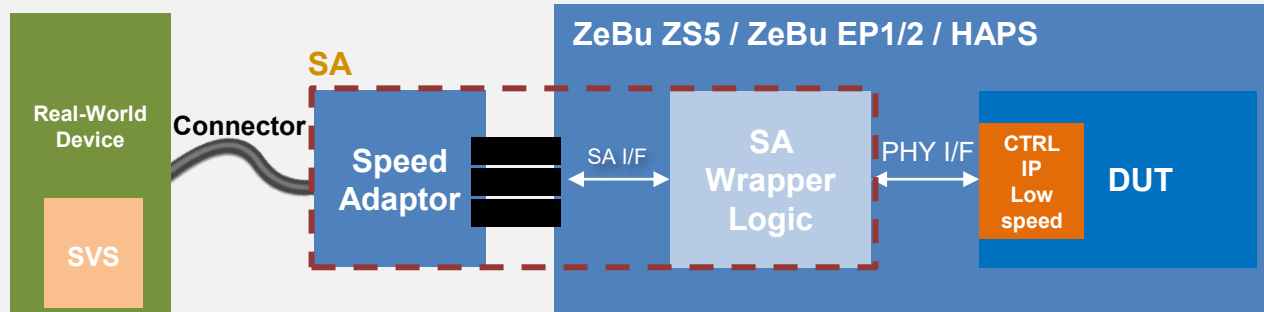 ZeBu ZS5 / ZeBu EP1/2 / HAPS
SA
Real-World
Device
Connector
Speed
Adaptor
SA I/F
SA
Wrapper
Logic
PHY I/F
CTRL
IP
Low
speed
DUT
SVS